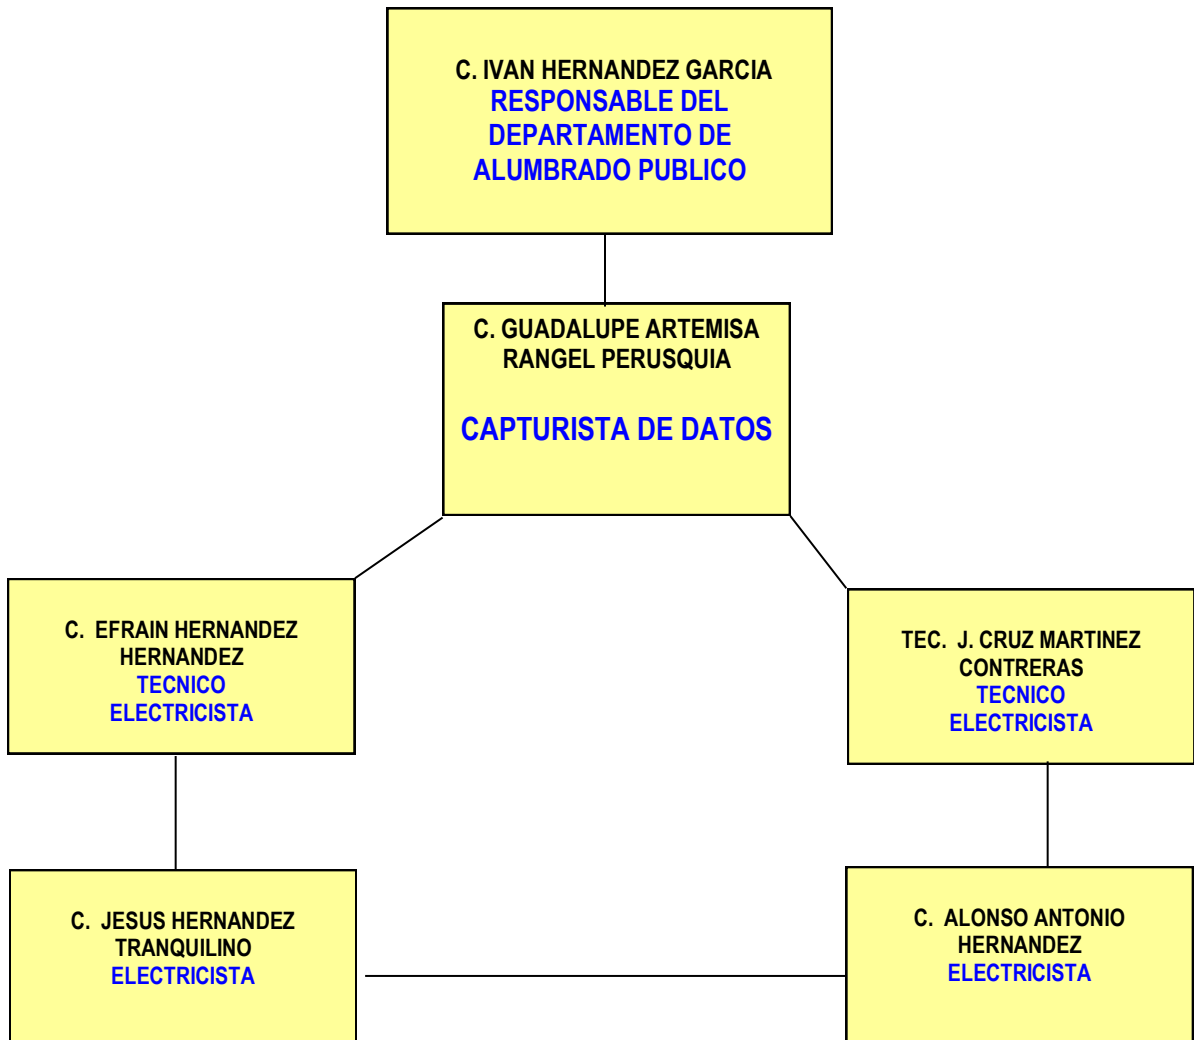 C. IVAN HERNANDEZ GARCIA
RESPONSABLE DEL
DEPARTAMENTO DE
ALUMBRADO PUBLICO
C. GUADALUPE ARTEMISA
RANGEL PERUSQUIA
CAPTURISTA DE DATOS
C. EFRAIN HERNANDEZ
HERNANDEZ
TECNICO
ELECTRICISTA
TEC. J. CRUZ MARTINEZ
CONTRERAS
TECNICO
ELECTRICISTA
C. JESUS HERNANDEZ
TRANQUILINO
ELECTRICISTA
C. ALONSO ANTONIO
HERNANDEZ
ELECTRICISTA